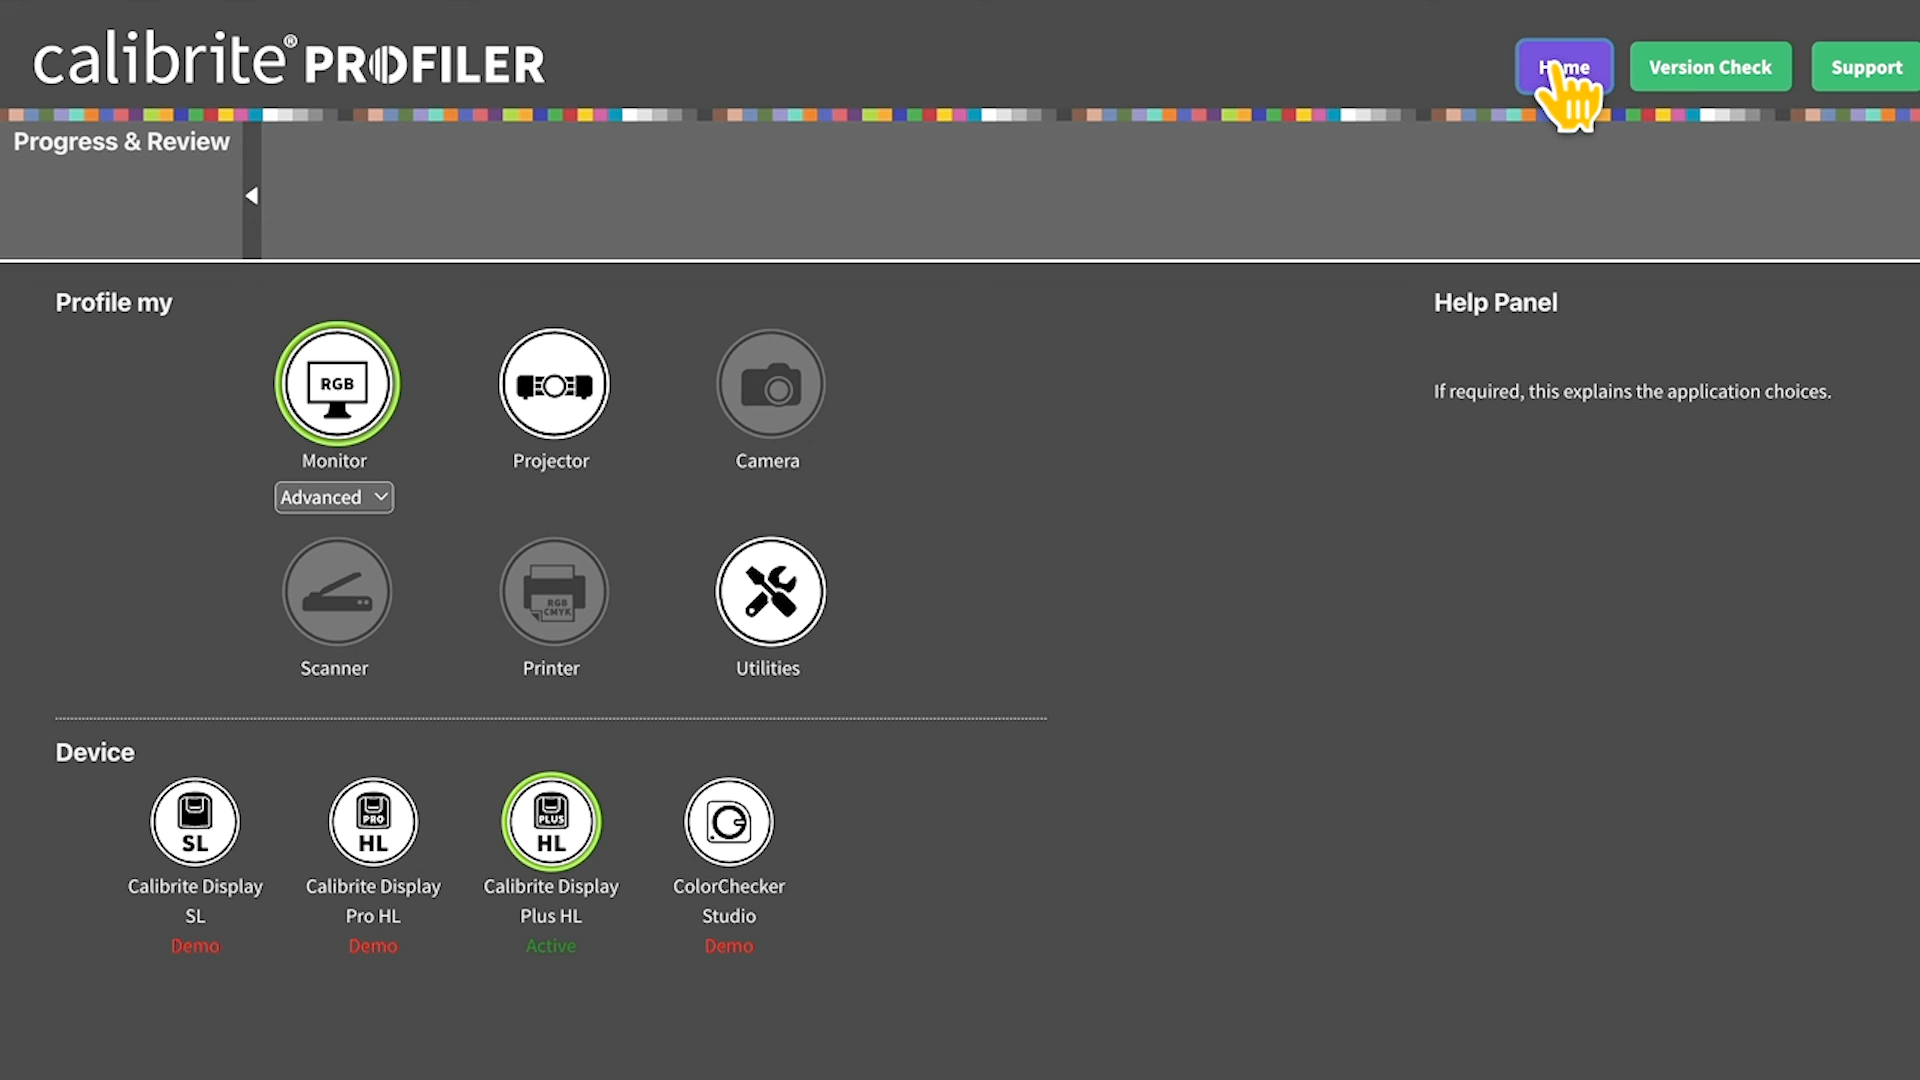 calibrite® PROFILER
Home
Version Check
Support
Progress & Review
Profile my
Help Panel
RGB
Monitor
Projector
Camera
If required, this explains the application choices.
Advanced
RGB
CMYK
Scanner
Printer
Utilities
Device
SL
PRO
HL
PLUS
HL
Calibrite Display
SL
Demo
Calibrite Display
Pro HL
Demo
Calibrite Display
Plus HL
Active
ColorChecker
Studio
Demo